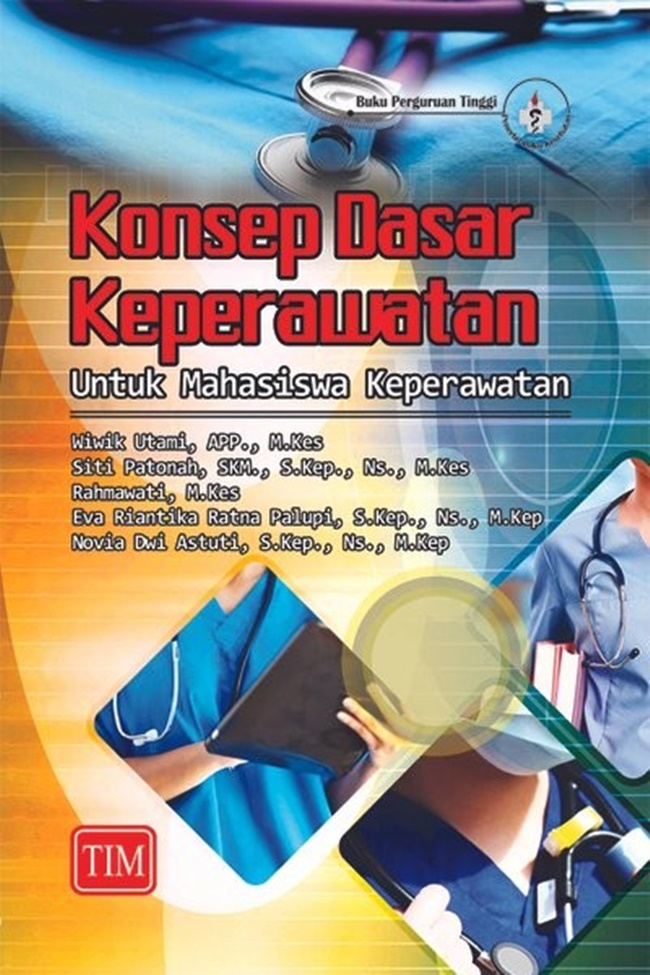 Buku Perguruan Tinggi
Konsep Dasar
Keperawatan
Untuk Mahasiswa Keperawatan
Wiwik Utami, APP., M.Kes
Siti Patonah, SKM., S.Kep., Ns., M.Kes
Rahmawati, M.Kes
Eva Riantika Ratna Palupi, S.Kep., Ns., M.Kep
Novia Dwi Astuti, S.Kep., Ns., M.Kep
TIM